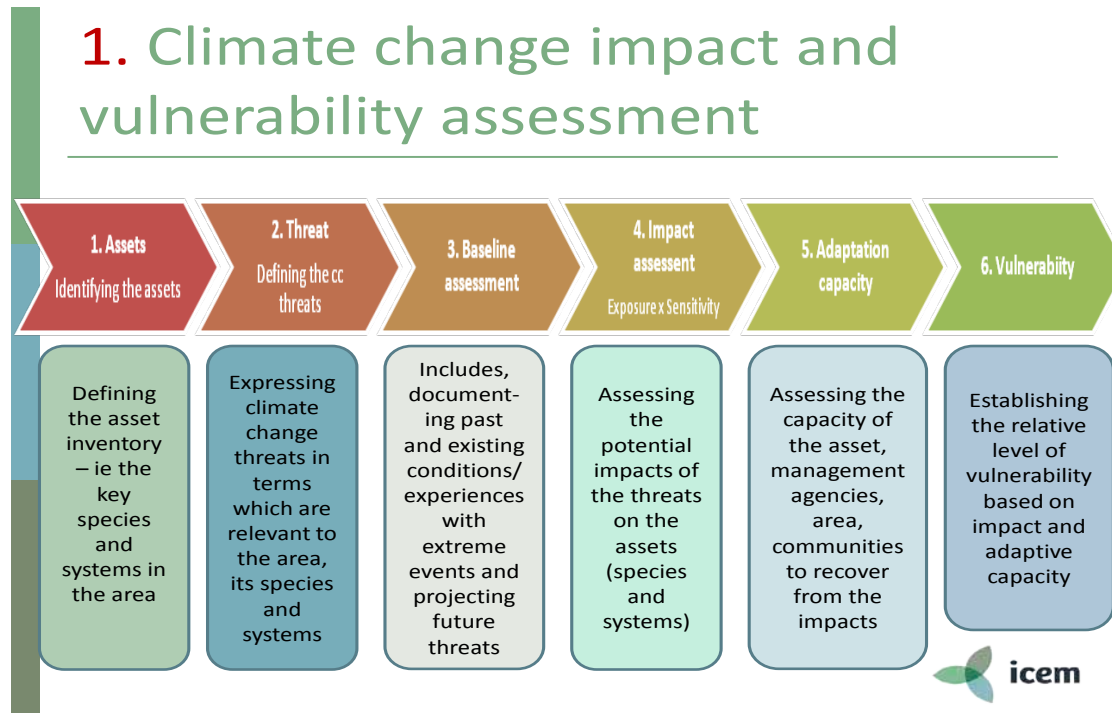 1. Climate change impact and
vulnerability assessment
1. Assets
Identifying the assets
2. Threat
Defining the cc
threats
3. Baseline
assessment
4. Impact
assessent
Exposure x Sensitivity
5. Adaptation
capacity
6. Vulnerabiity
Defining
the asset
inventory
– ie the
key
species
and
systems in
the area
Expressing
climate
change
threats in
terms
which are
relevant to
the area,
its species
and
systems
Includes,
document-
ing past
and existing
conditions/
experiences
with
extreme
events and
projecting
future
threats
Assessing
the
potential
impacts of
the threats
on the
assets
(species
and
systems)
Assessing the
capacity of
the asset,
management
agencies,
area,
communities
to recover
from the
impacts
Establishing
the relative
level of
vulnerability
based on
impact and
adaptive
capacity
icem